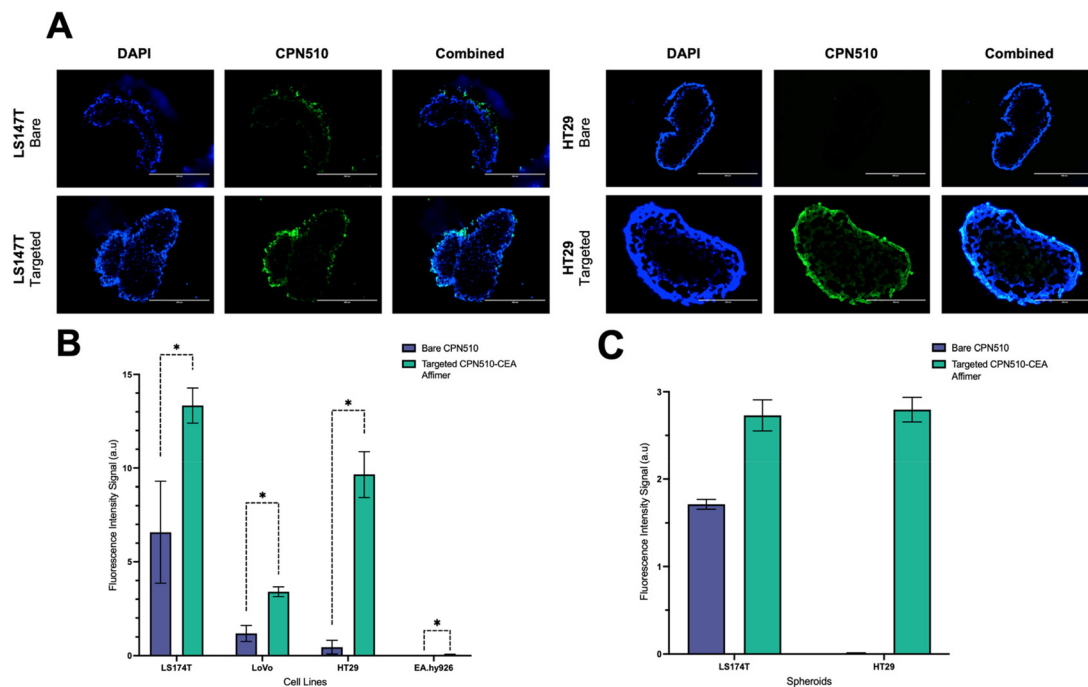 A
DAPI CPN510 Combined DAPI CPN510 Combined
LS147T
Bare
HT29
Bare
LS147T
Targeted
HT29
Targeted
B
Bare CPN510
Targeted CPN510-CEA
Affimer
Fluorescence Intensity Signal (a.u)
15
10
5
0
*
*
*
*
LS174T LoVo HT29 EA.hy926
Cell Lines
C
Bare CPN510
Targeted CPN510-CEA
Affimer
Fluorescence Intensity Signal (a.u)
3
2
1
0
LS174T HT29
Spheroids